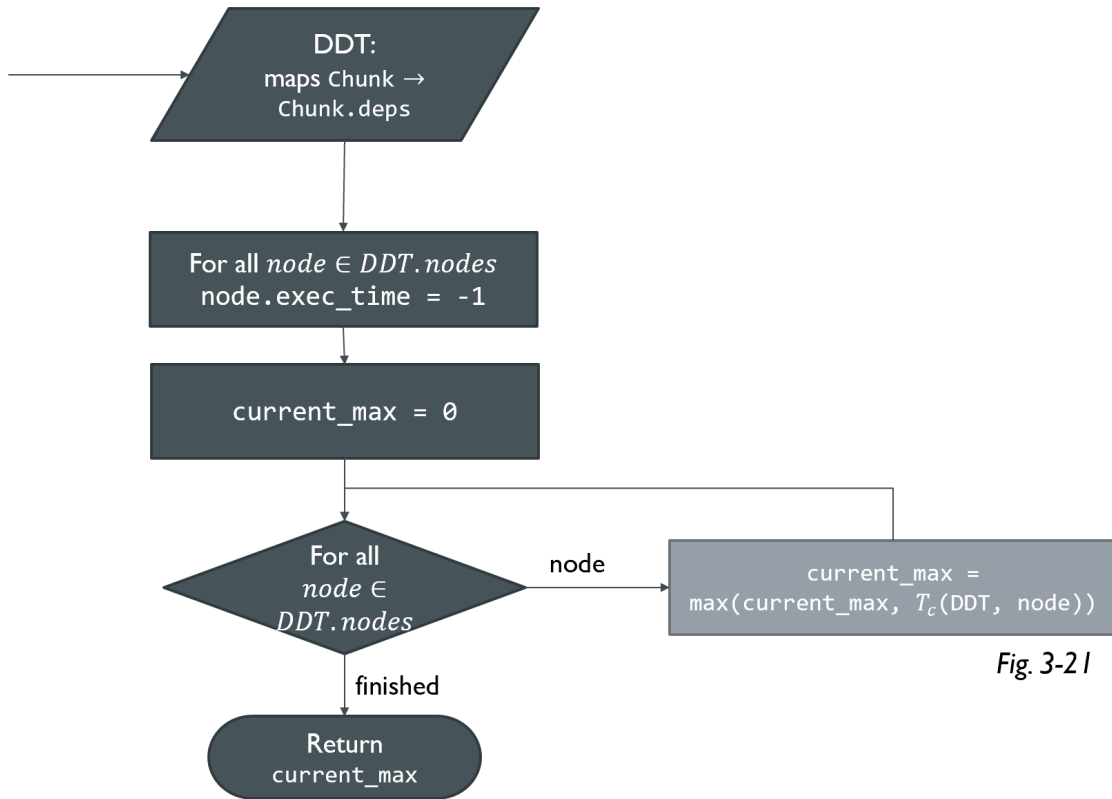 DDT:
maps Chunk →
Chunk.deps
For all node ∈ DDT.nodes
node.exec_time = -1
current_max = 0
For all
node ∈
DDT.nodes
node
current_max =
max(current_max, T_c(DDT, node))
Fig. 3-21
finished
Return
current_max